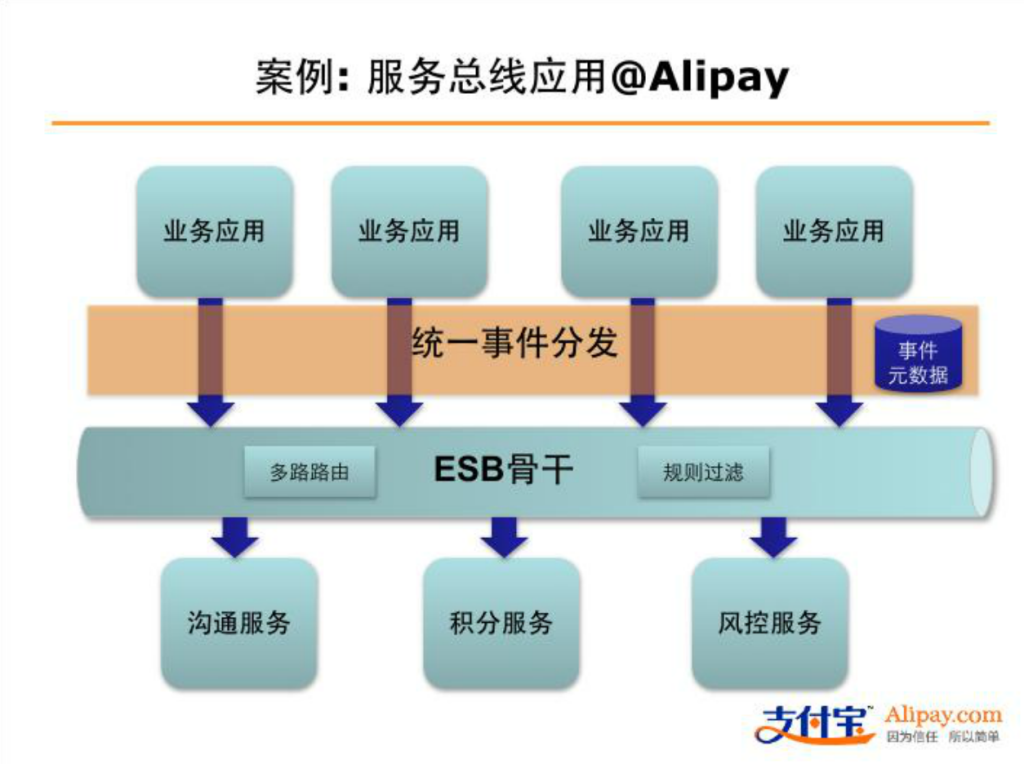 案例: 服务总线应用@Alipay
业务应用 业务应用 业务应用 业务应用
统一事件分发
事件
元数据
多路路由 ESB骨干 规则过滤
沟通服务 积分服务 风控服务
支付宝™ Alipay.com
因为信任 所以简单